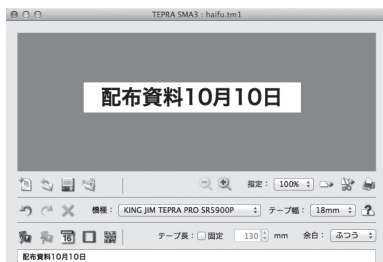 TEPRA SMA3 : haifu.tm1
配布資料10月10日
指定： 100%
機種： KING JIM TEPRA PRO SR5900P テープ幅： 18mm
16 テープ長： 固定 130 mm 余白： ふつう
配布資料10月10日